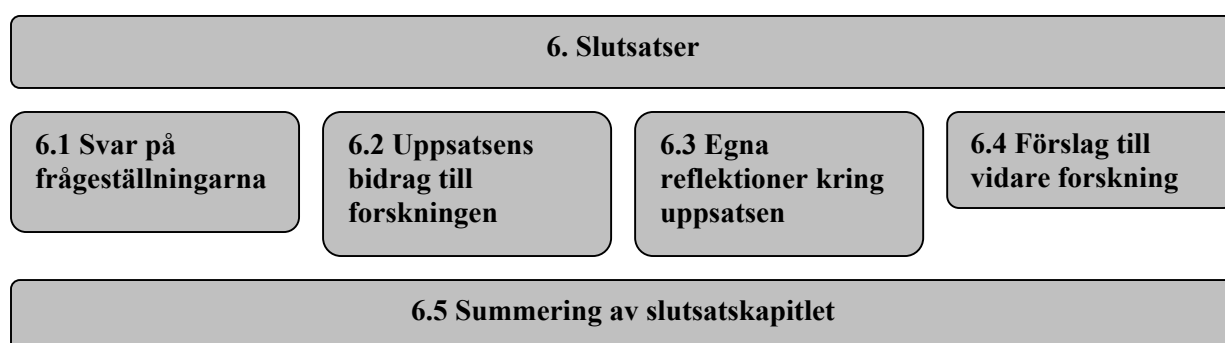 6. Slutsatser
6.1 Svar på
frågeställningarna
6.2 Uppsatsens
bidrag till
forskningen
6.3 Egna
reflektioner kring
uppsatsen
6.4 Förslag till
vidare forskning
6.5 Summering av slutsatskapitlet